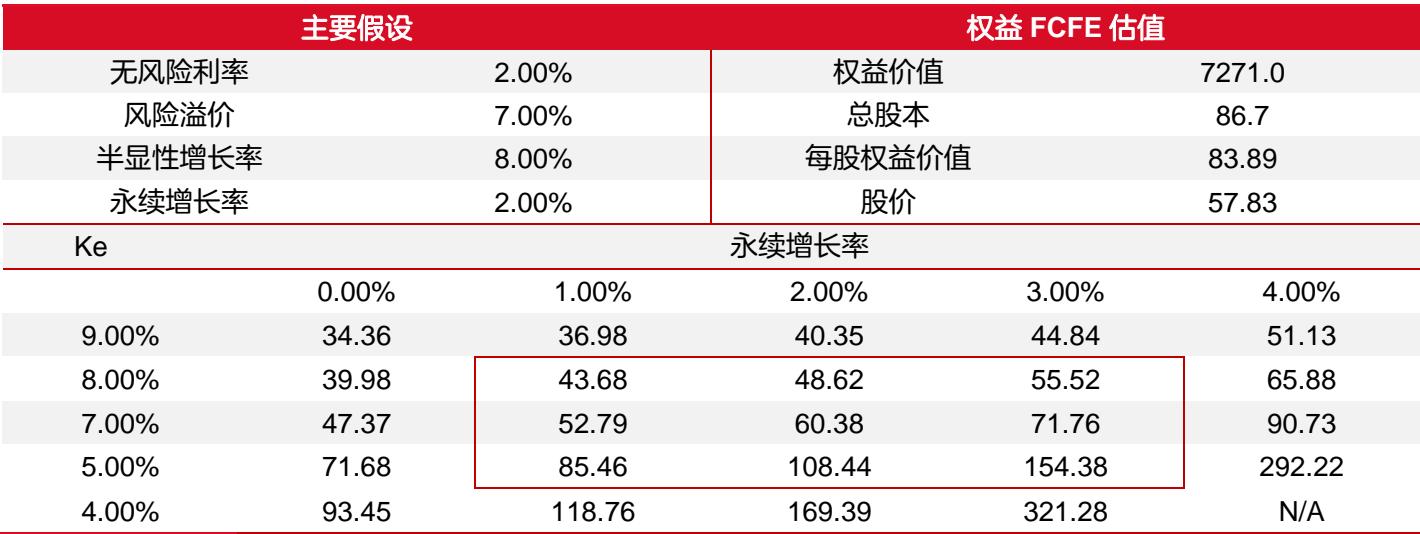 主要假设 权益 FCFE 估值
无风险利率 2.00% 权益价值 7271.0
风险溢价 7.00% 总股本 86.7
半显性增长率 8.00% 每股权益价值 83.89
永续增长率 2.00% 股价 57.83
Ke 永续增长率
0.00% 1.00% 2.00% 3.00% 4.00%
9.00% 34.36 36.98 40.35 44.84 51.13
8.00% 39.98 43.68 48.62 55.52 65.88
7.00% 47.37 52.79 60.38 71.76 90.73
5.00% 71.68 85.46 108.44 154.38 292.22
4.00% 93.45 118.76 169.39 321.28 N/A